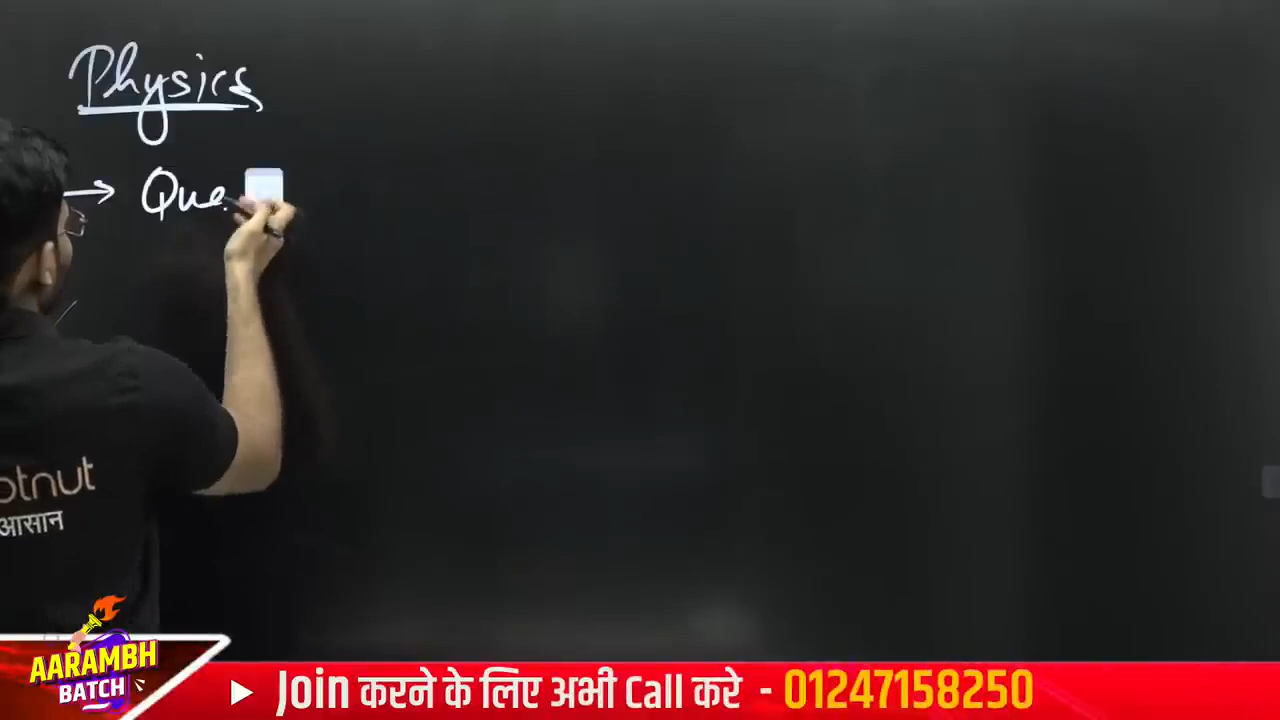 Physics
→ Que
otnut
आसान
AARAMBH
BATCH
Join करने के लिए अभी Call करे - 01247158250